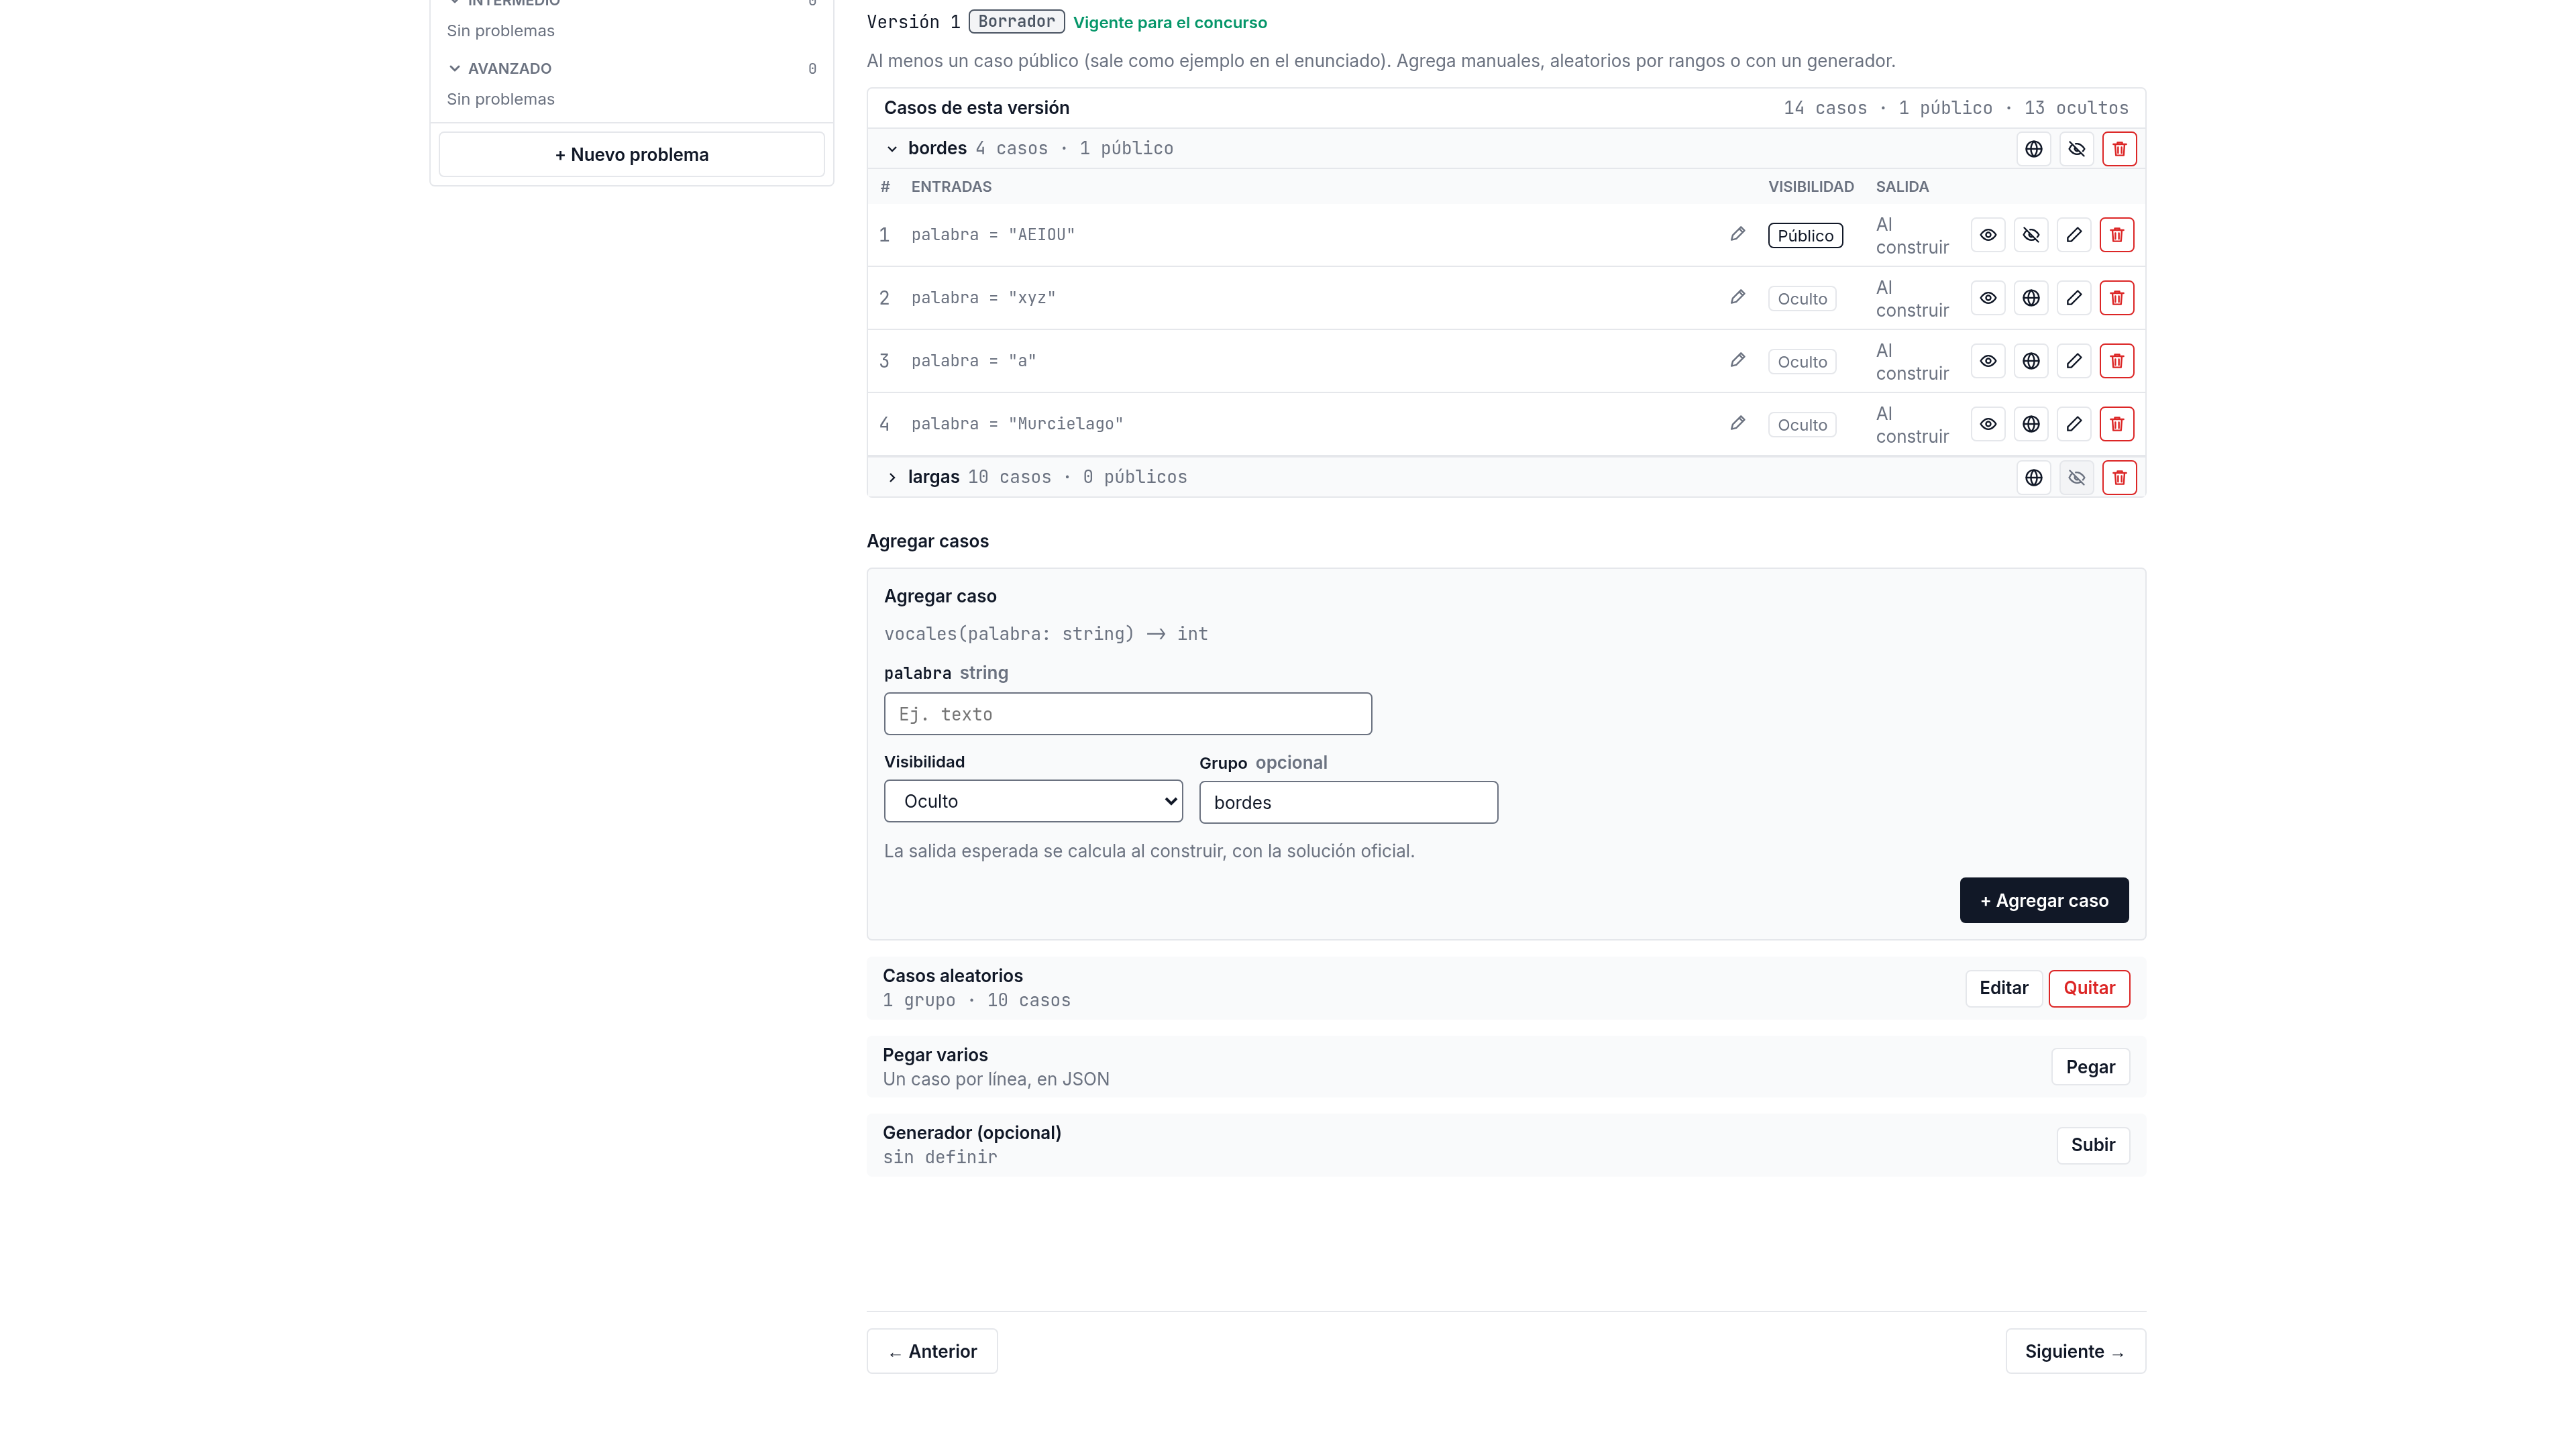 INTERMEDIO 0
Sin problemas
AVANZADO 0
Sin problemas
+ Nuevo problema
Versión 1 Borrador Vigente para el concurso
Al menos un caso público (sale como ejemplo en el enunciado). Agrega manuales, aleatorios por rangos o con un generador.
Casos de esta versión 14 casos · 1 público · 13 ocultos
bordes 4 casos · 1 público
# ENTRADAS VISIBILIDAD SALIDA
1 palabra = "AEIOU" Público Al construir
2 palabra = "xyz" Oculto Al construir
3 palabra = "a" Oculto Al construir
4 palabra = "Murcielago" Oculto Al construir
largas 10 casos · 0 públicos
Agregar casos
Agregar caso
vocales(palabra: string) → int
palabra string
Ej. texto
Visibilidad Grupo opcional
Oculto bordes
La salida esperada se calcula al construir, con la solución oficial.
+ Agregar caso
Casos aleatorios
1 grupo · 10 casos
Editar Quitar
Pegar varios
Un caso por línea, en JSON
Pegar
Generador (opcional)
sin definir
Subir
← Anterior Siguiente →